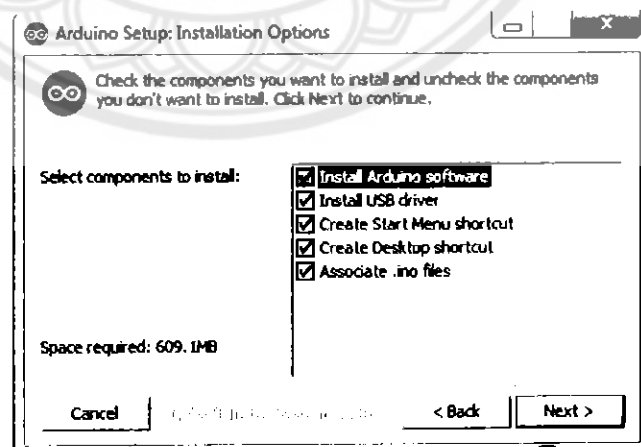 Arduino Setup: Installation Options
Check the components you want to install and uncheck the components
you don't want to install. Click Next to continue.
Select components to install:
Install Arduino software
Install USB driver
Create Start Menu shortcut
Create Desktop shortcut
Associate .ino files
Space required: 609.1MB
Cancel
< Back
Next >